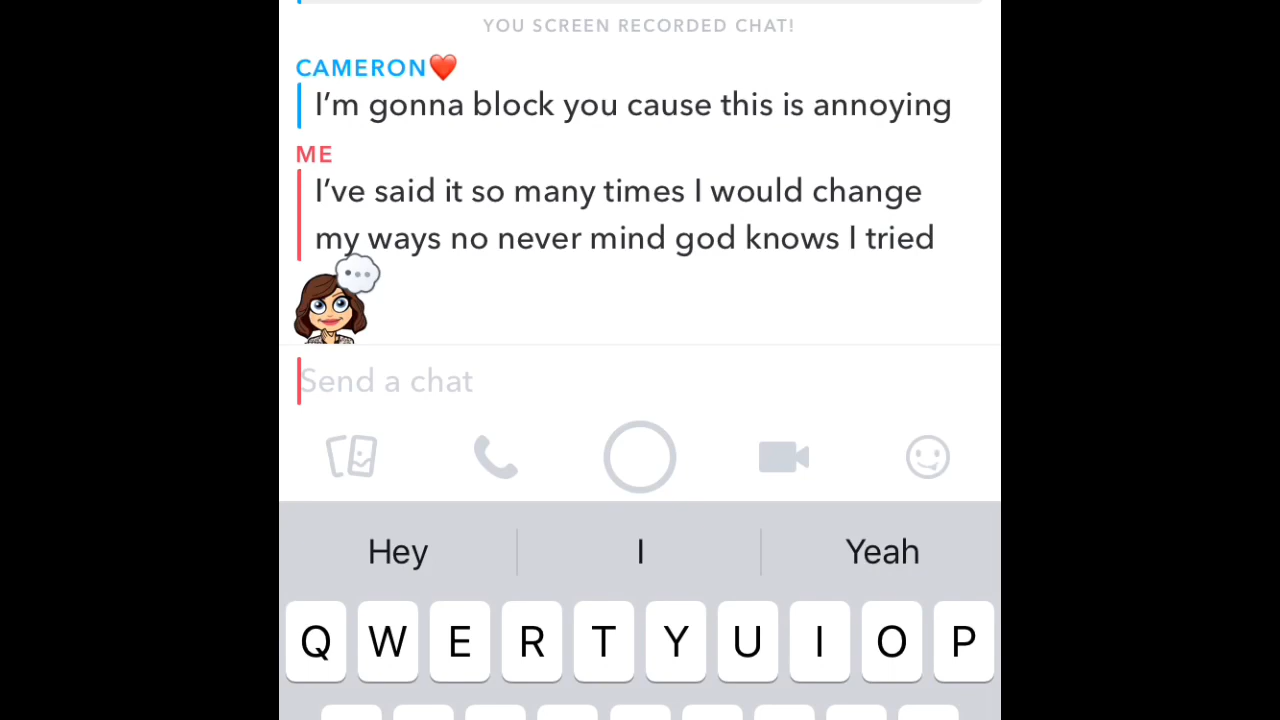 YOU SCREEN RECORDED CHAT!
CAMERON❤️
I’m gonna block you cause this is annoying
ME
I’ve said it so many times I would change
my ways no never mind god knows I tried
Send a chat
Hey I Yeah
Q W E R T Y U I O P